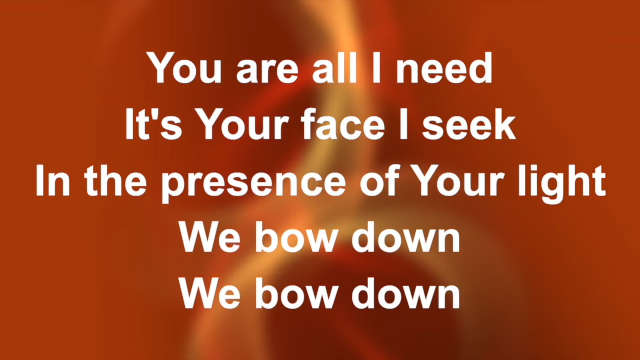 You are all I need
It's Your face I seek
In the presence of Your light
We bow down
We bow down